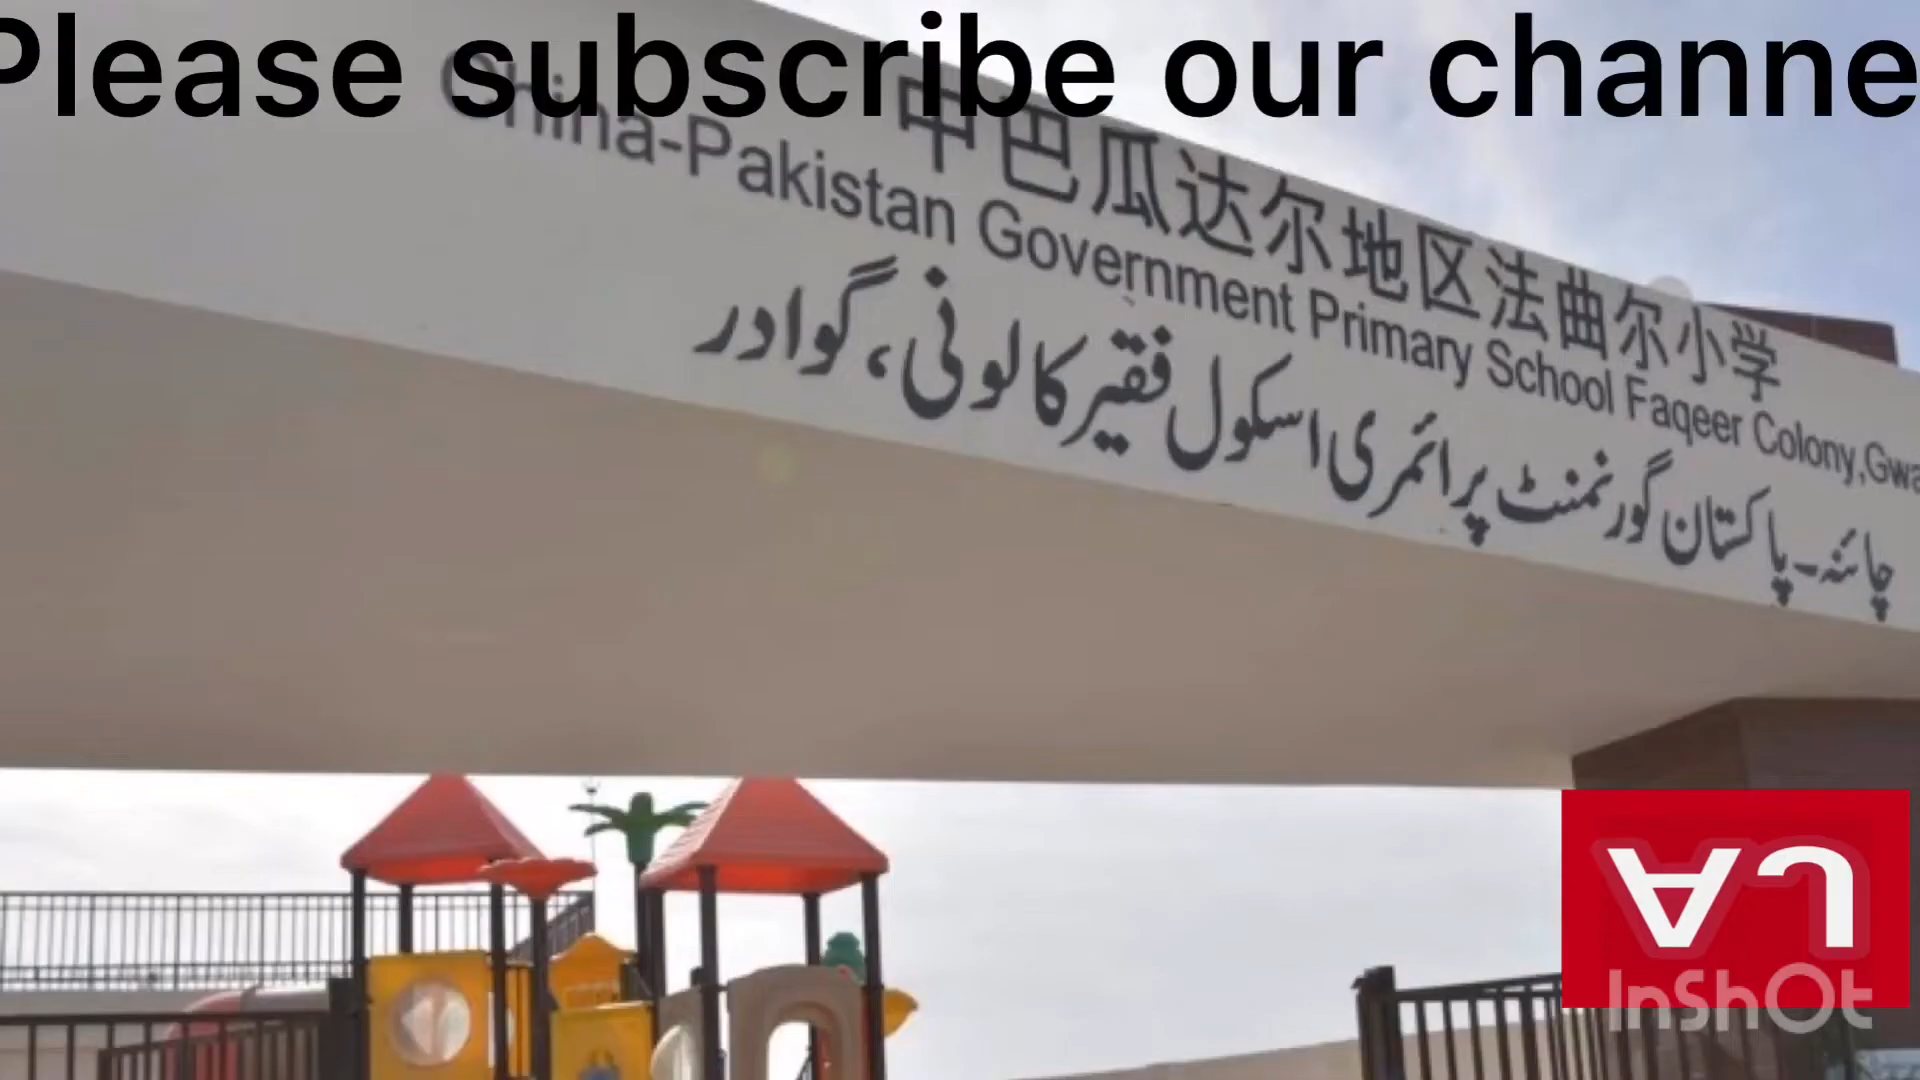 Please subscribe our channe
中巴瓜达尔地区法曲尔小学
China-Pakistan Government Primary School Faqeer Colony,Gwa
چائنہ - پاکستان گورنمنٹ پرائمری اسکول فقیر کالونی، گوادر
InShOt